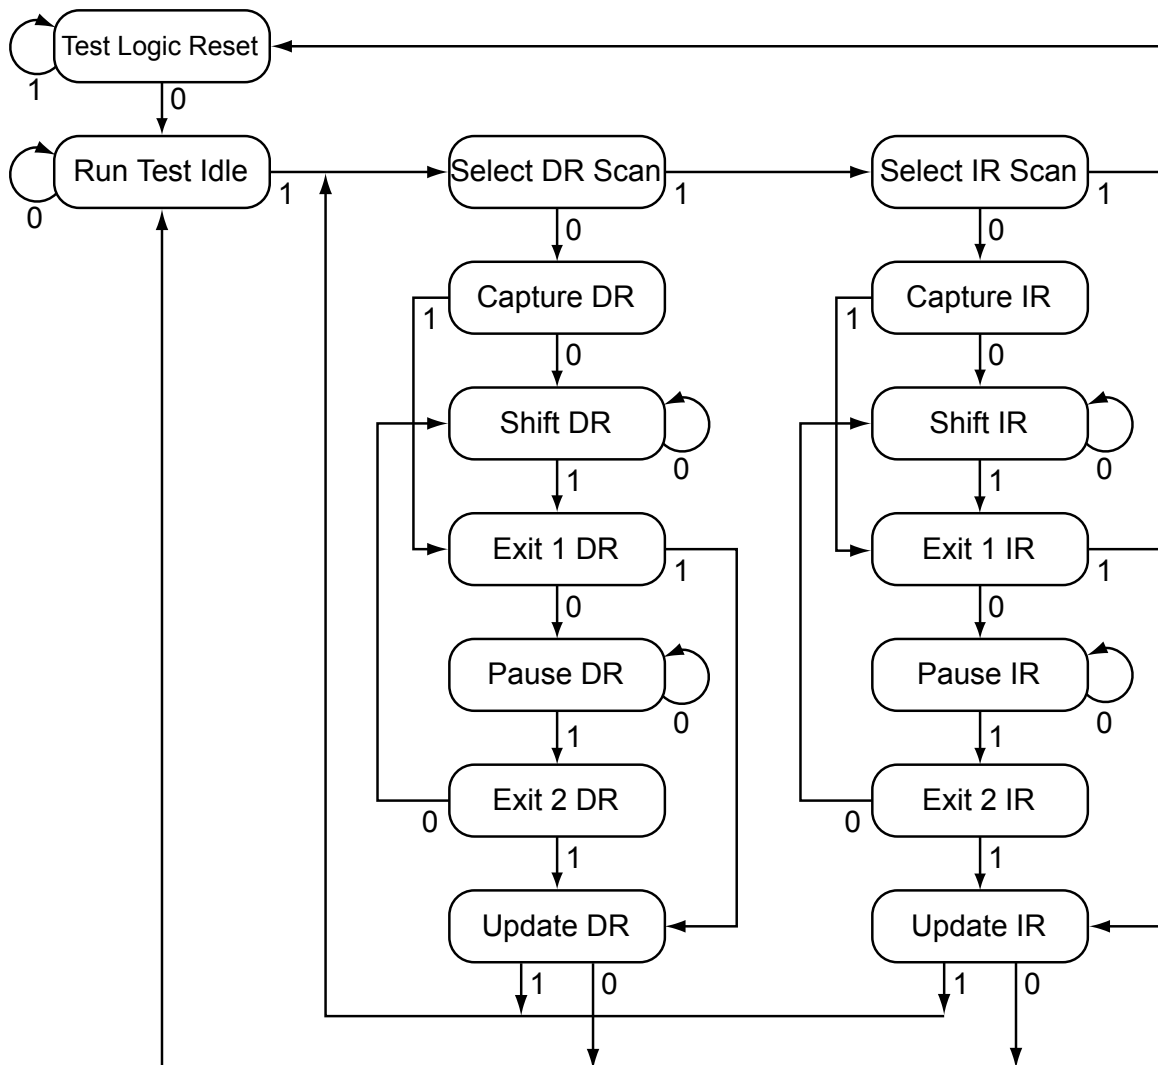 Test Logic Reset
1
0
Run Test Idle
0
1
Select DR Scan
1
Select IR Scan
1
0
0
Capture DR
1
Capture IR
1
0
0
Shift DR
0
Shift IR
0
1
1
Exit 1 DR
1
Exit 1 IR
1
0
0
Pause DR
0
Pause IR
0
1
1
Exit 2 DR
0
Exit 2 IR
0
1
1
Update DR
Update IR
1
0
1
0